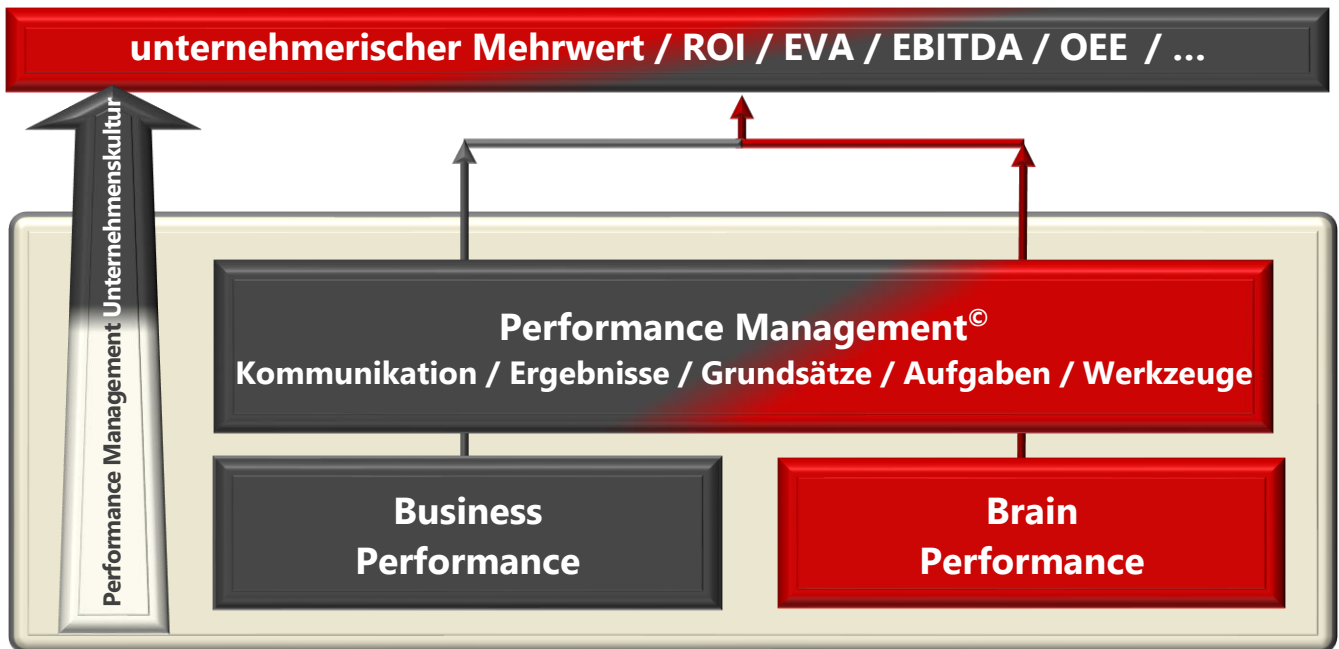 unternehmerischer Mehrwert / ROI / EVA / EBITDA / OEE / ...
Performance Management Unternehmenskultur
Performance Management©
Kommunikation / Ergebnisse / Grundsätze / Aufgaben / Werkzeuge
Business
Performance
Brain
Performance